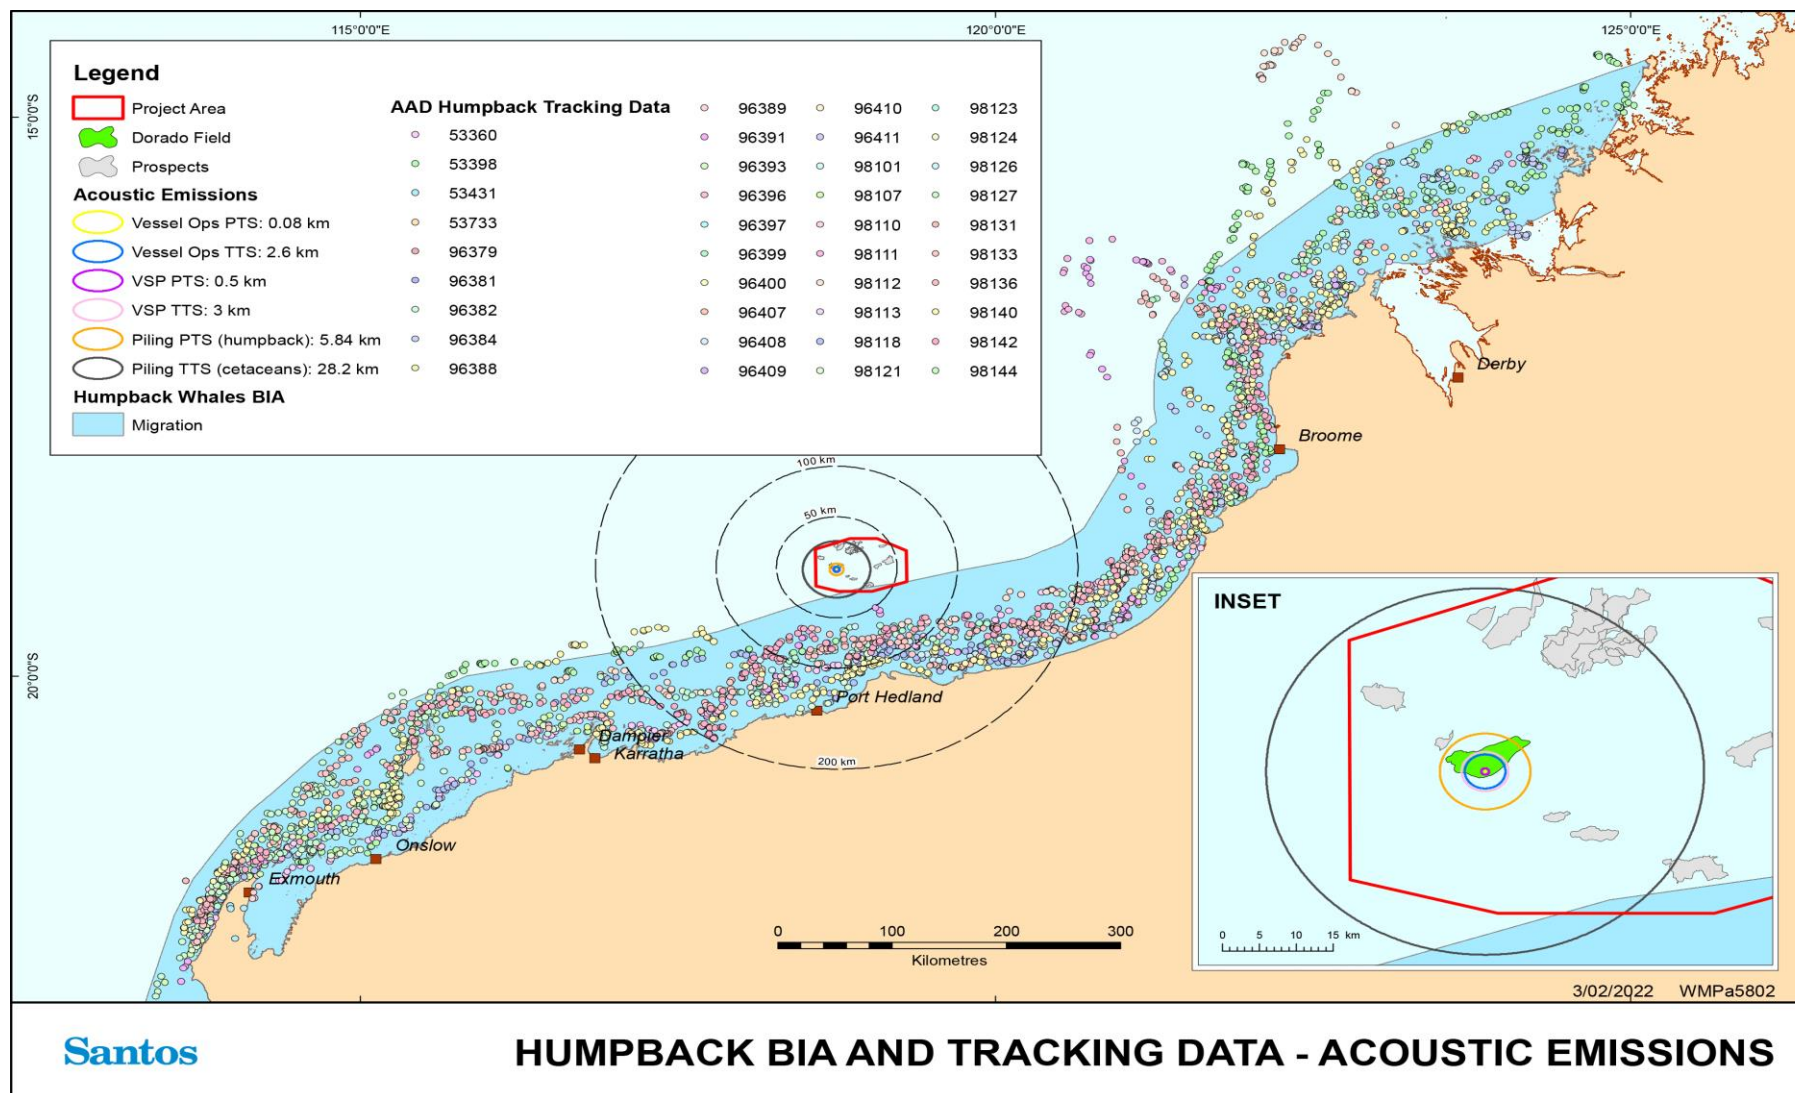 115°0'0"E
120°0'0"E
125°0'0"E
15°0'0"S
20°0'0"S
Legend
Project Area
Dorado Field
Prospects
Acoustic Emissions
Vessel Ops PTS: 0.08 km
Vessel Ops TTS: 2.6 km
VSP PTS: 0.5 km
VSP TTS: 3 km
Piling PTS (humpback): 5.84 km
Piling TTS (cetaceans): 28.2 km
Humpback Whales BIA
Migration
AAD Humpback Tracking Data
53360
53398
53431
53733
96379
96381
96382
96384
96388
96389
96391
96393
96396
96397
96399
96400
96407
96408
96409
96410
96411
98101
98107
98110
98111
98112
98113
98118
98121
98123
98124
98126
98127
98131
98133
98136
98140
98142
98144
Derby
Broome
100 km
50 km
200 km
Port Hedland
Dampier
Karratha
Onslow
Exmouth
0 100 200 300
Kilometres
INSET
0 5 10 15 km
3/02/2022 WMPa5802
Santos
HUMPBACK BIA AND TRACKING DATA - ACOUSTIC EMISSIONS